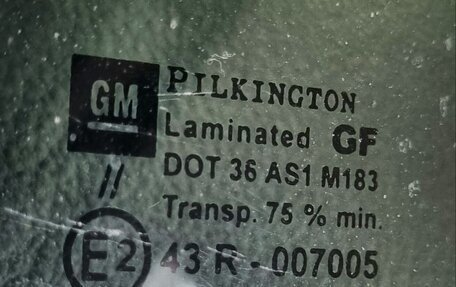 GM
PILKINGTON
Laminated GF
DOT 36 AS1 M183
Transp. 75 % min.
//
E2 43 R - 007005